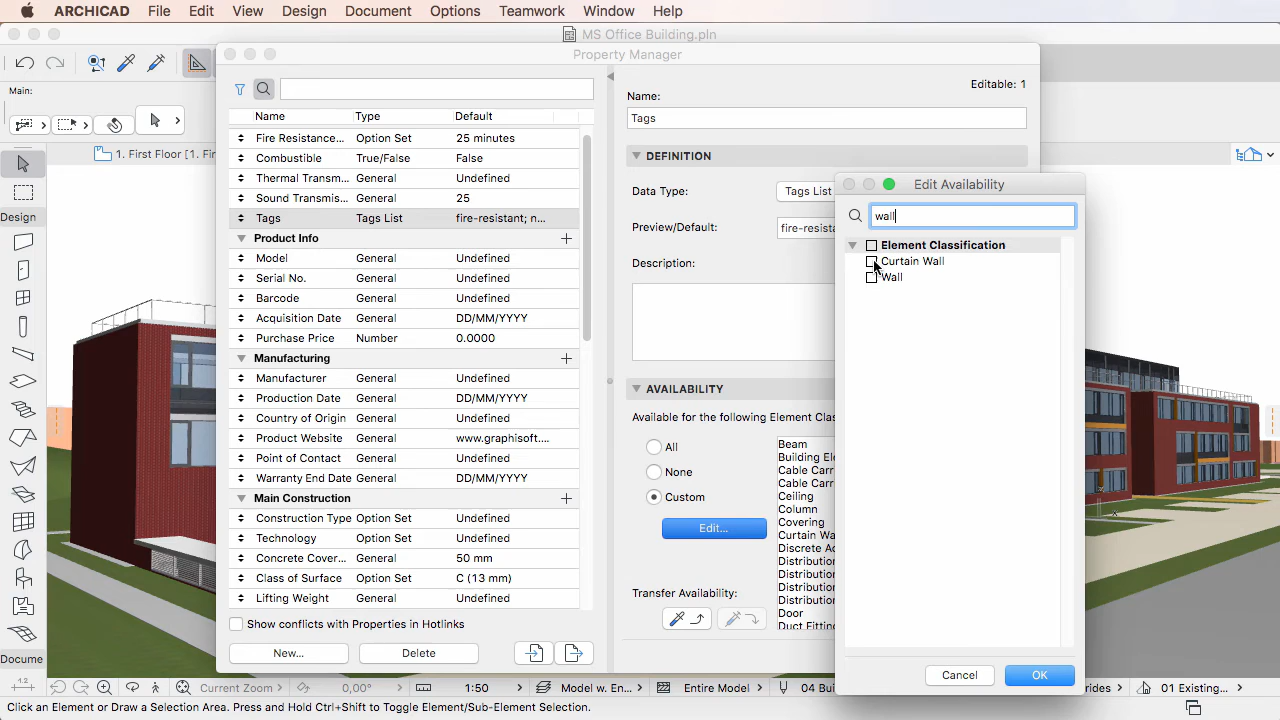 ARCHICAD File Edit View Design Document Options Teamwork Window Help
MS Office Building.pln
Property Manager
Main:
1. First Floor [1. Fir
Design
Docume
Name Type Default
Fire Resistance... Option Set 25 minutes
Combustible True/False False
Thermal Transm... General Undefined
Sound Transmis... General 25
Tags Tags List fire-resistant; n...
Product Info
Model General Undefined
Serial No. General Undefined
Barcode General Undefined
Acquisition Date General DD/MM/YYYY
Purchase Price Number 0.0000
Manufacturing
Manufacturer General Undefined
Production Date General DD/MM/YYYY
Country of Origin General Undefined
Product Website General www.graphisoft....
Point of Contact General Undefined
Warranty End Date General DD/MM/YYYY
Main Construction
Construction Type Option Set Undefined
Technology Option Set Undefined
Concrete Cover... General 50 mm
Class of Surface Option Set C (13 mm)
Lifting Weight General Undefined
Show conflicts with Properties in Hotlinks
New... Delete
Editable: 1
Name:
Tags
DEFINITION
Data Type: Tags List
Preview/Default: fire-resista
Description:
AVAILABILITY
Available for the following Element Clas
All
None
Custom
Edit...
Transfer Availability:
Beam
Building Ele
Cable Carr
Cable Carr
Ceiling
Column
Covering
Curtain Wa
Discrete Ac
Distribution
Distribution
Distribution
Distribution
Door
Duct Fitting
Edit Availability
wall
Element Classification
Curtain Wall
Wall
Cancel OK
1.2 Current Zoom 0,00° 1:50 Model w. En... Entire Model 04 Bui rides 01 Existing...
Click an Element or Draw a Selection Area. Press and Hold Ctrl+Shift to Toggle Element/Sub-Element Selection.